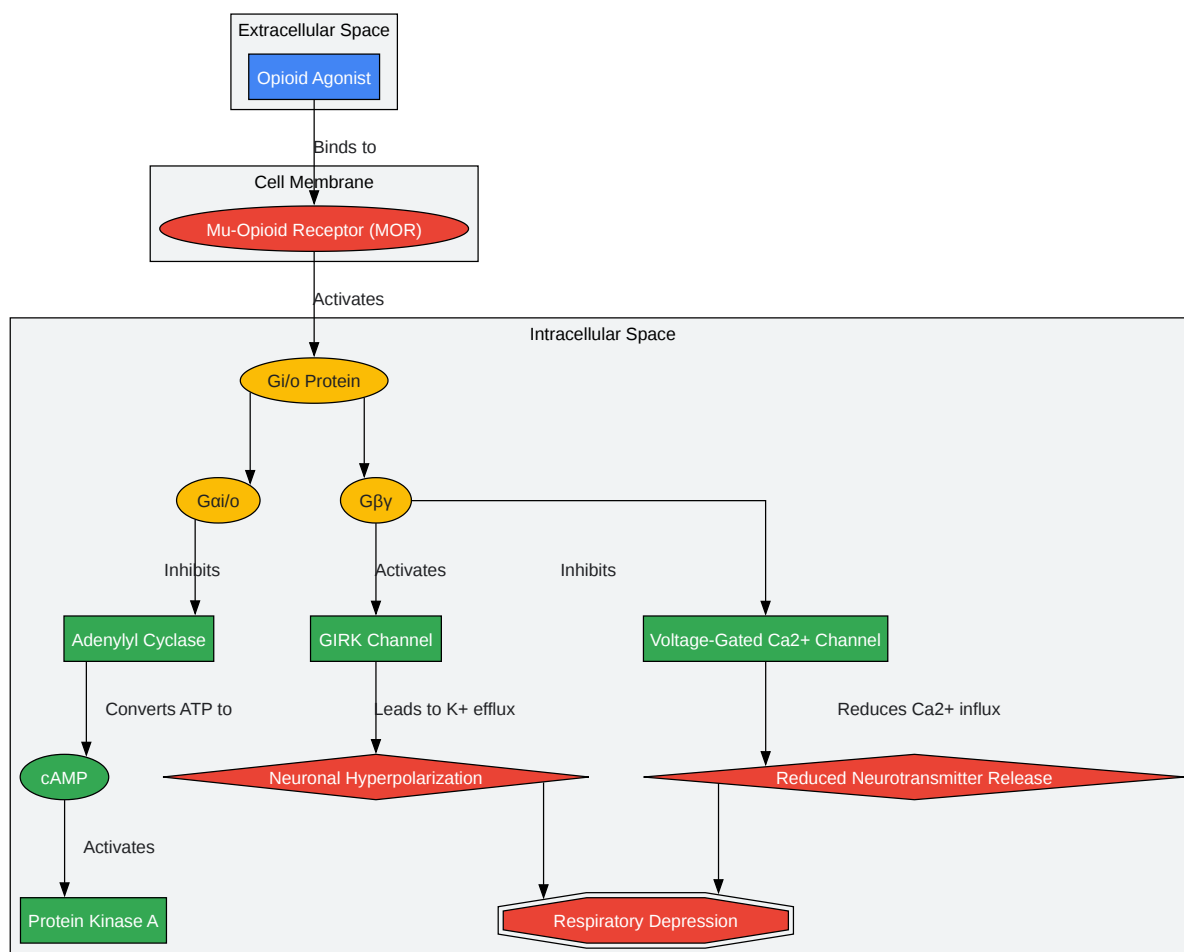 Extracellular Space
Opioid Agonist
Binds to
Cell Membrane
Mu-Opioid Receptor (MOR)
Activates
Intracellular Space
Gi/o Protein
Gαi/o
Gβγ
Inhibits
Activates
Inhibits
Adenylyl Cyclase
GIRK Channel
Voltage-Gated Ca2+ Channel
Converts ATP to
Leads to K+ efflux
Reduces Ca2+ influx
cAMP
Neuronal Hyperpolarization
Reduced Neurotransmitter Release
Activates
Protein Kinase A
Respiratory Depression